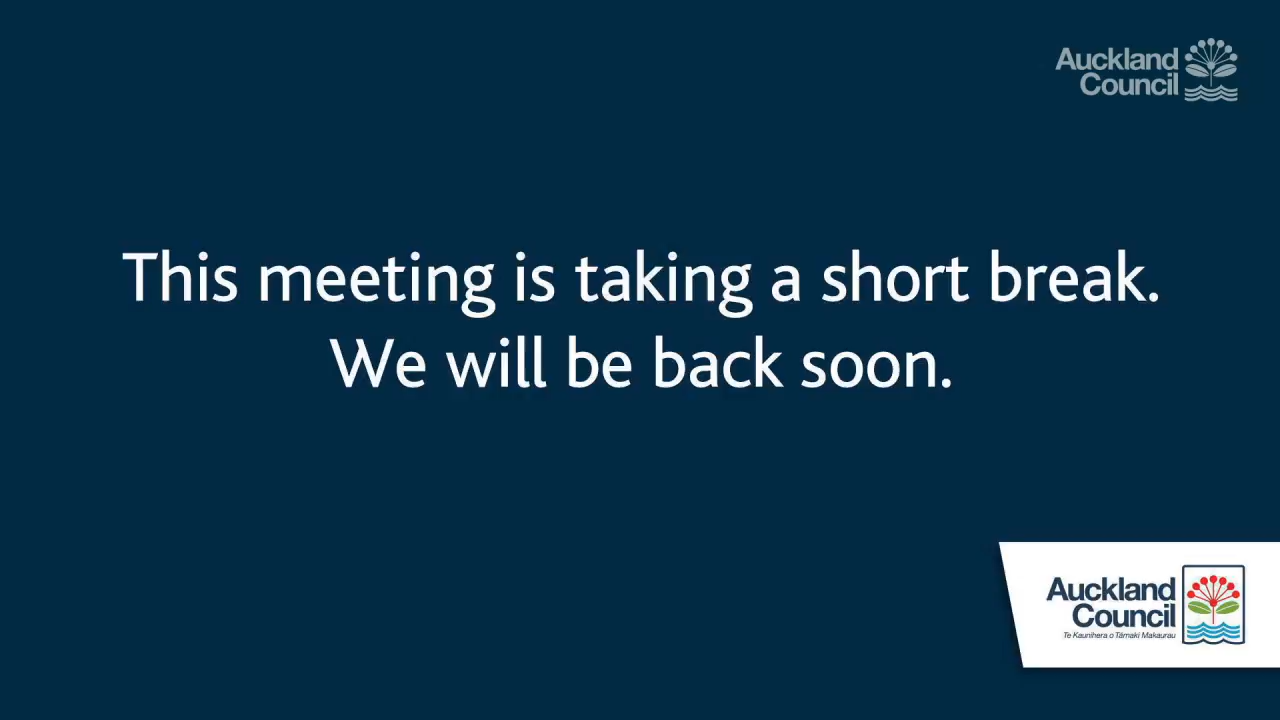 Auckland
Council
This meeting is taking a short break.
We will be back soon.
Auckland
Council
Te Kaunihera o Tāmaki Makaurau